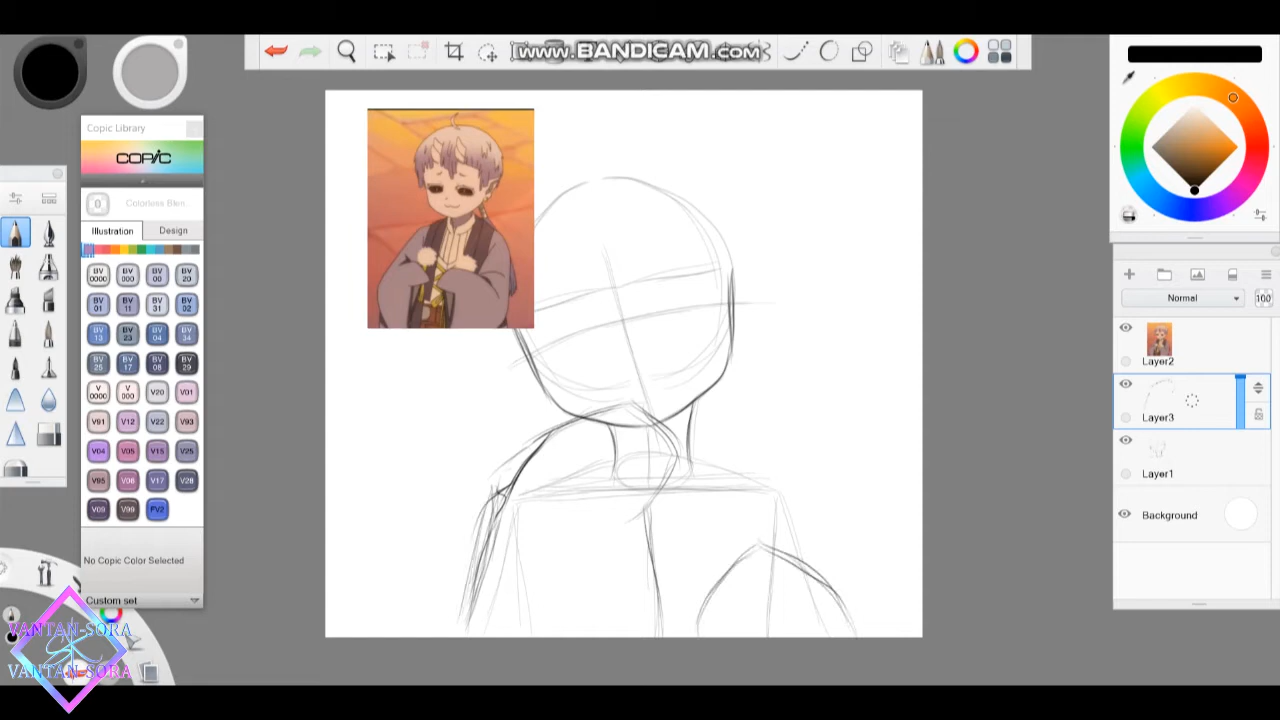 www.BANDICAM.com
Copic Library
COPIC
0
Colorless Blen
Illustration
Design
BV 0000
BV 000
BV 00
BV 20
BV 01
BV 11
BV 31
BV 02
BV 13
BV 23
BV 04
BV 34
BV 25
BV 17
BV 08
BV 29
V 0000
V 000
V20
V01
V91
V12
V22
V93
V04
V05
V15
V25
V95
V06
V17
V28
V09
V99
FV2
No Copic Color Selected
Custom set
VANTAN-SORA
VANTAN-SORA
Normal
100
Layer2
Layer3
Layer1
Background